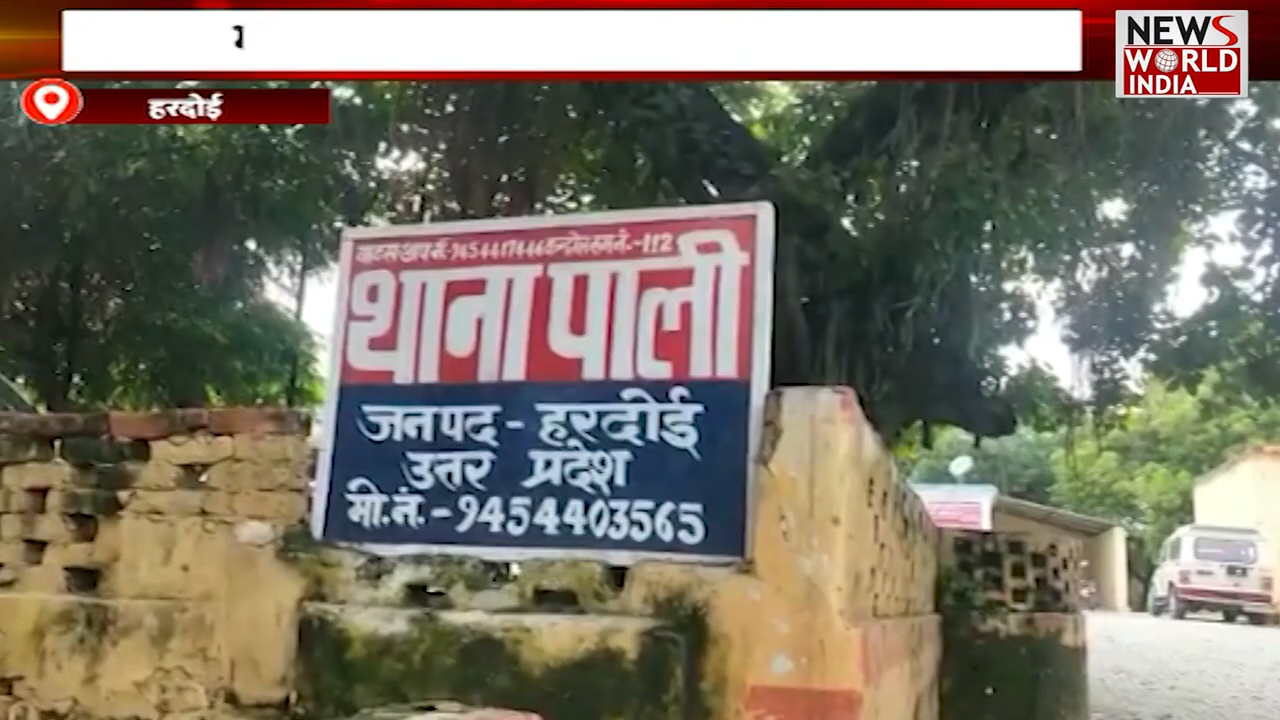 NEWS
WORLD
INDIA
हरदोई
थाना पाली
जनपद - हरदोई
उत्तर प्रदेश
मो.नं.-9454403565